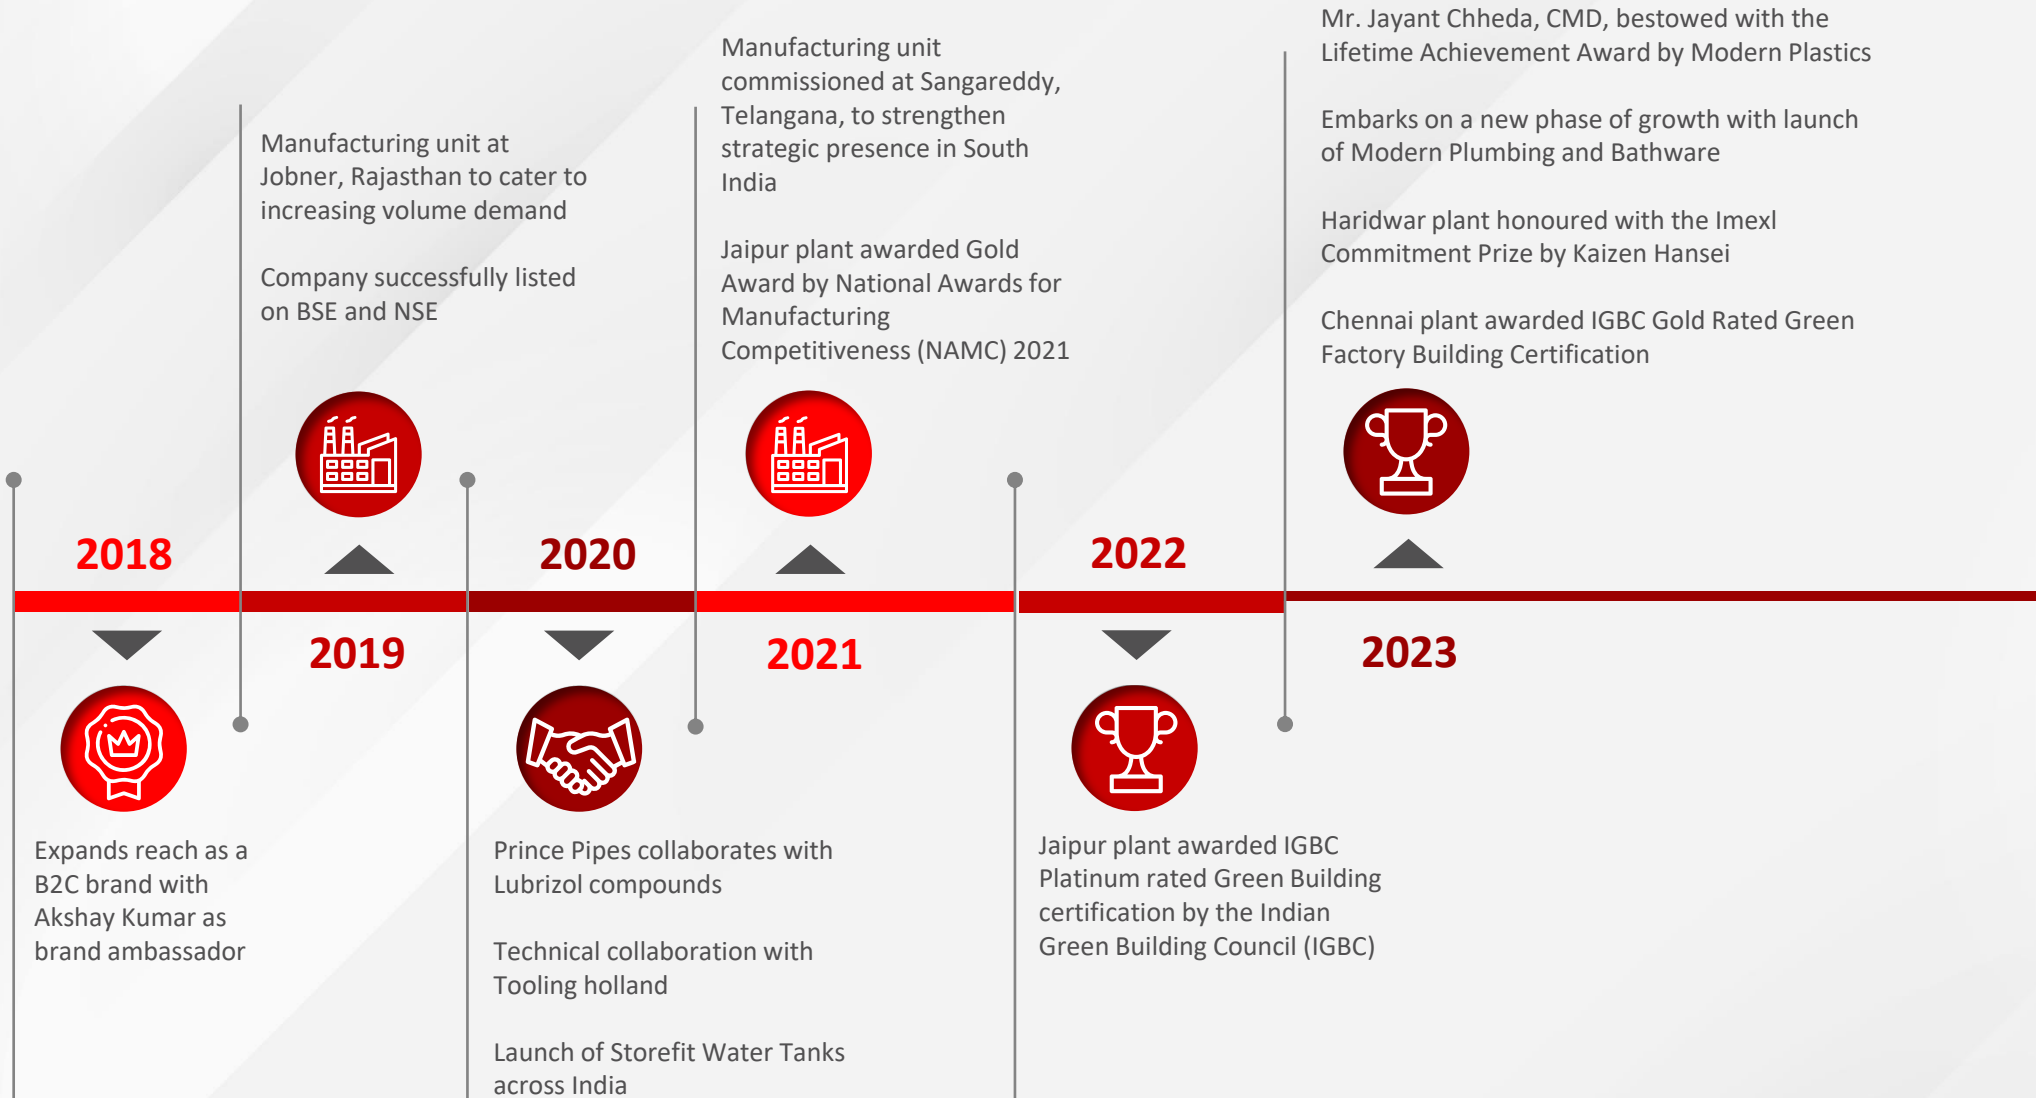 2018
Expands reach as a
B2C brand with
Akshay Kumar as
brand ambassador
Manufacturing unit at
Jobner, Rajasthan to cater to
increasing volume demand
Company successfully listed
on BSE and NSE
2019
2020
Prince Pipes collaborates with
Lubrizol compounds
Technical collaboration with
Tooling holland
Launch of Storefit Water Tanks
across India
Manufacturing unit
commissioned at Sangareddy,
Telangana, to strengthen
strategic presence in South
India
Jaipur plant awarded Gold
Award by National Awards for
Manufacturing
Competitiveness (NAMC) 2021
2021
2022
Jaipur plant awarded IGBC
Platinum rated Green Building
certification by the Indian
Green Building Council (IGBC)
Mr. Jayant Chheda, CMD, bestowed with the
Lifetime Achievement Award by Modern Plastics
Embarks on a new phase of growth with launch
of Modern Plumbing and Bathware
Haridwar plant honoured with the Imexl
Commitment Prize by Kaizen Hansei
Chennai plant awarded IGBC Gold Rated Green
Factory Building Certification
2023